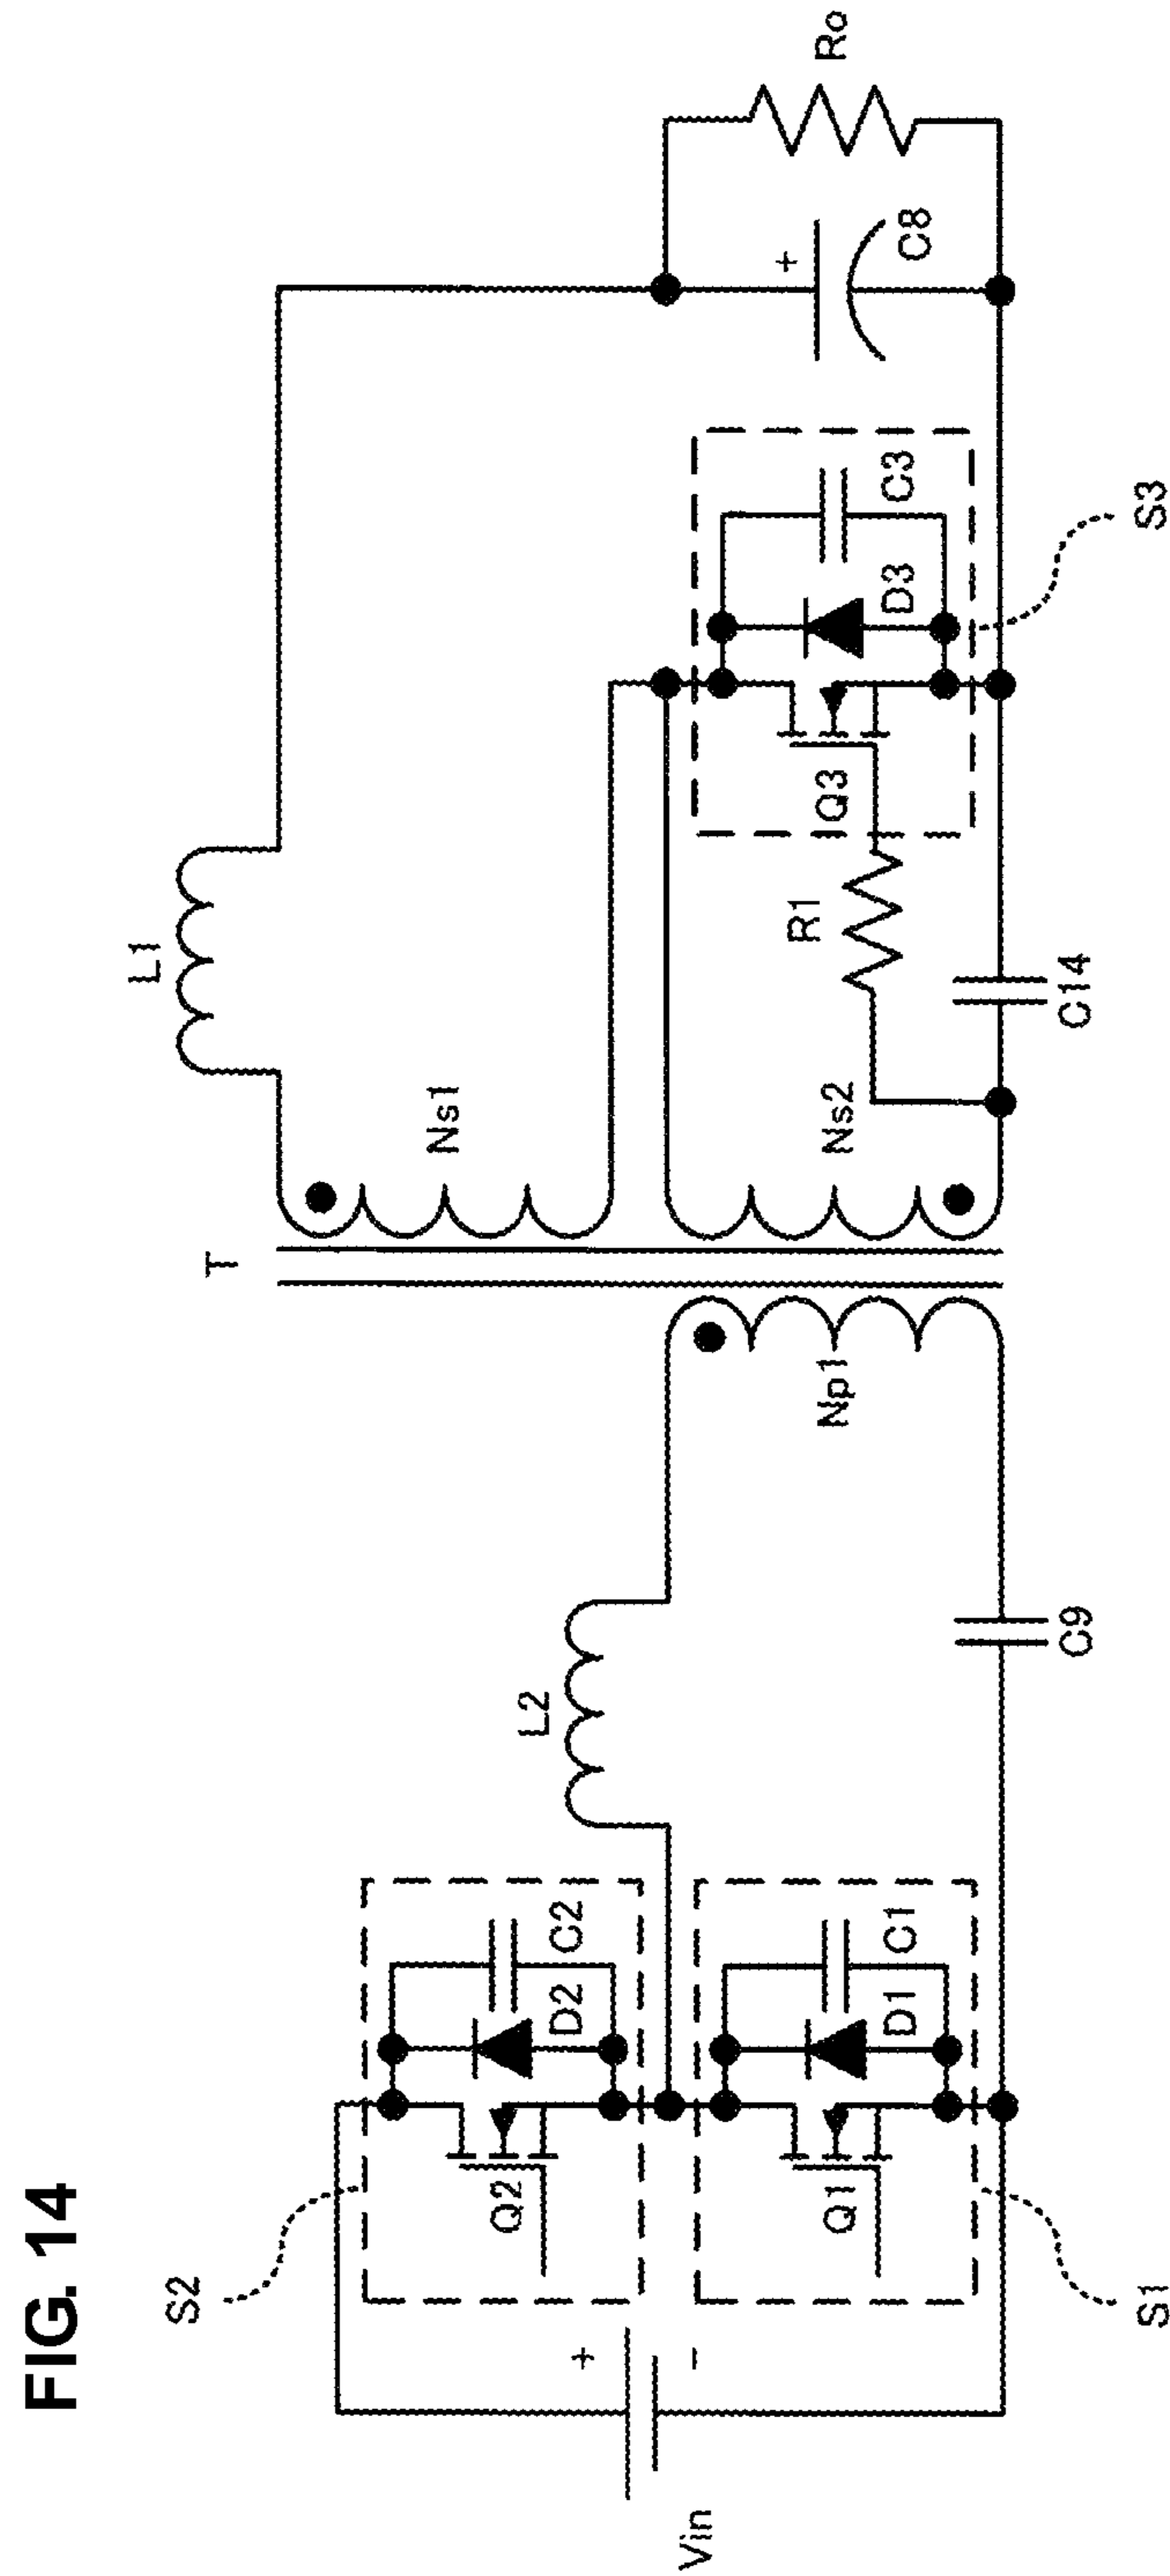 FIG. 14
S2
Q2
D2
C2
Vin
+
−
Q1
D1
C1
S1
L2
C9
Np1
T
Ns1
Ns2
L1
R1
C14
Q3
D3
C3
S3
+
C8
Ro